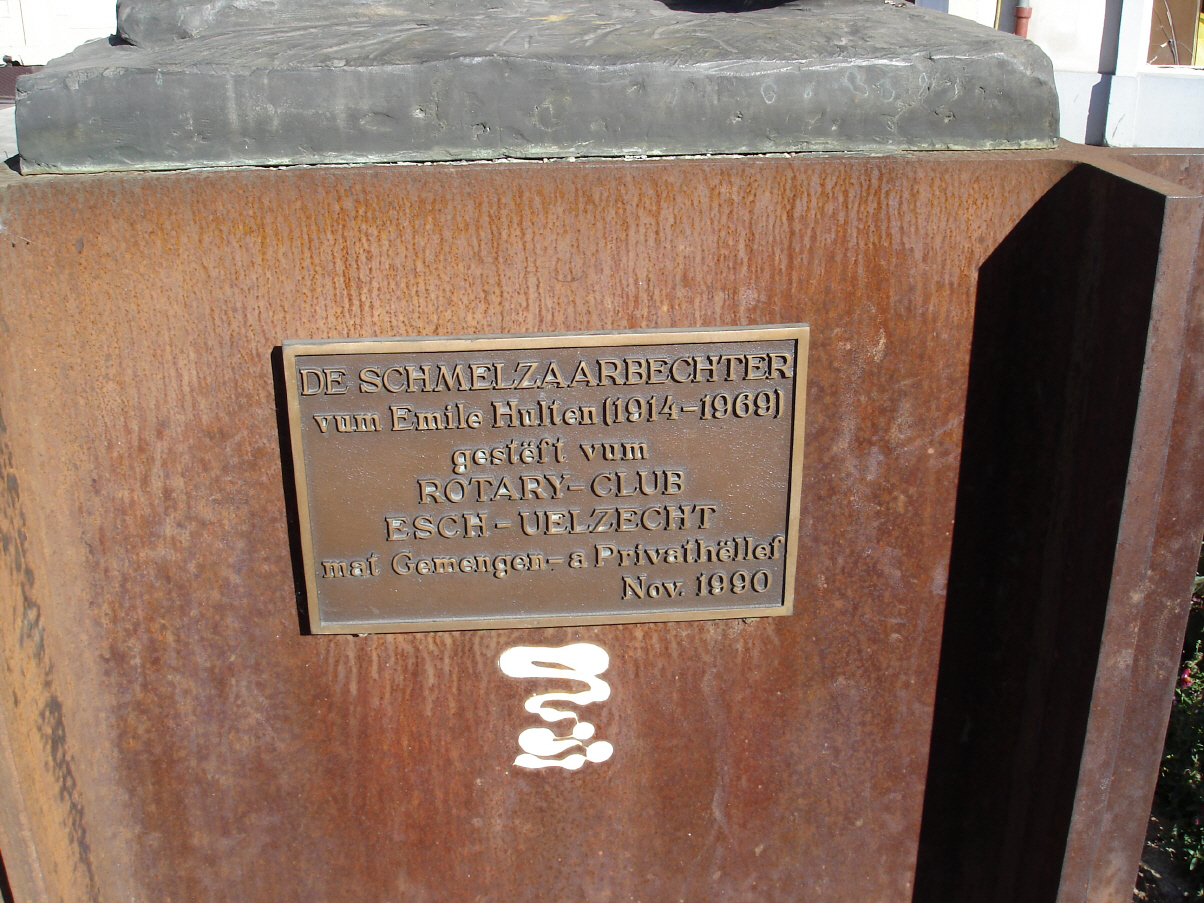 DE SCHMELZAARBECHTER
vum Emile Hulten (1914-1969)
gestëft vum
ROTARY-CLUB
ESCH-UELZECHT
mat Gemengen- a Privathëllef
Nov. 1990